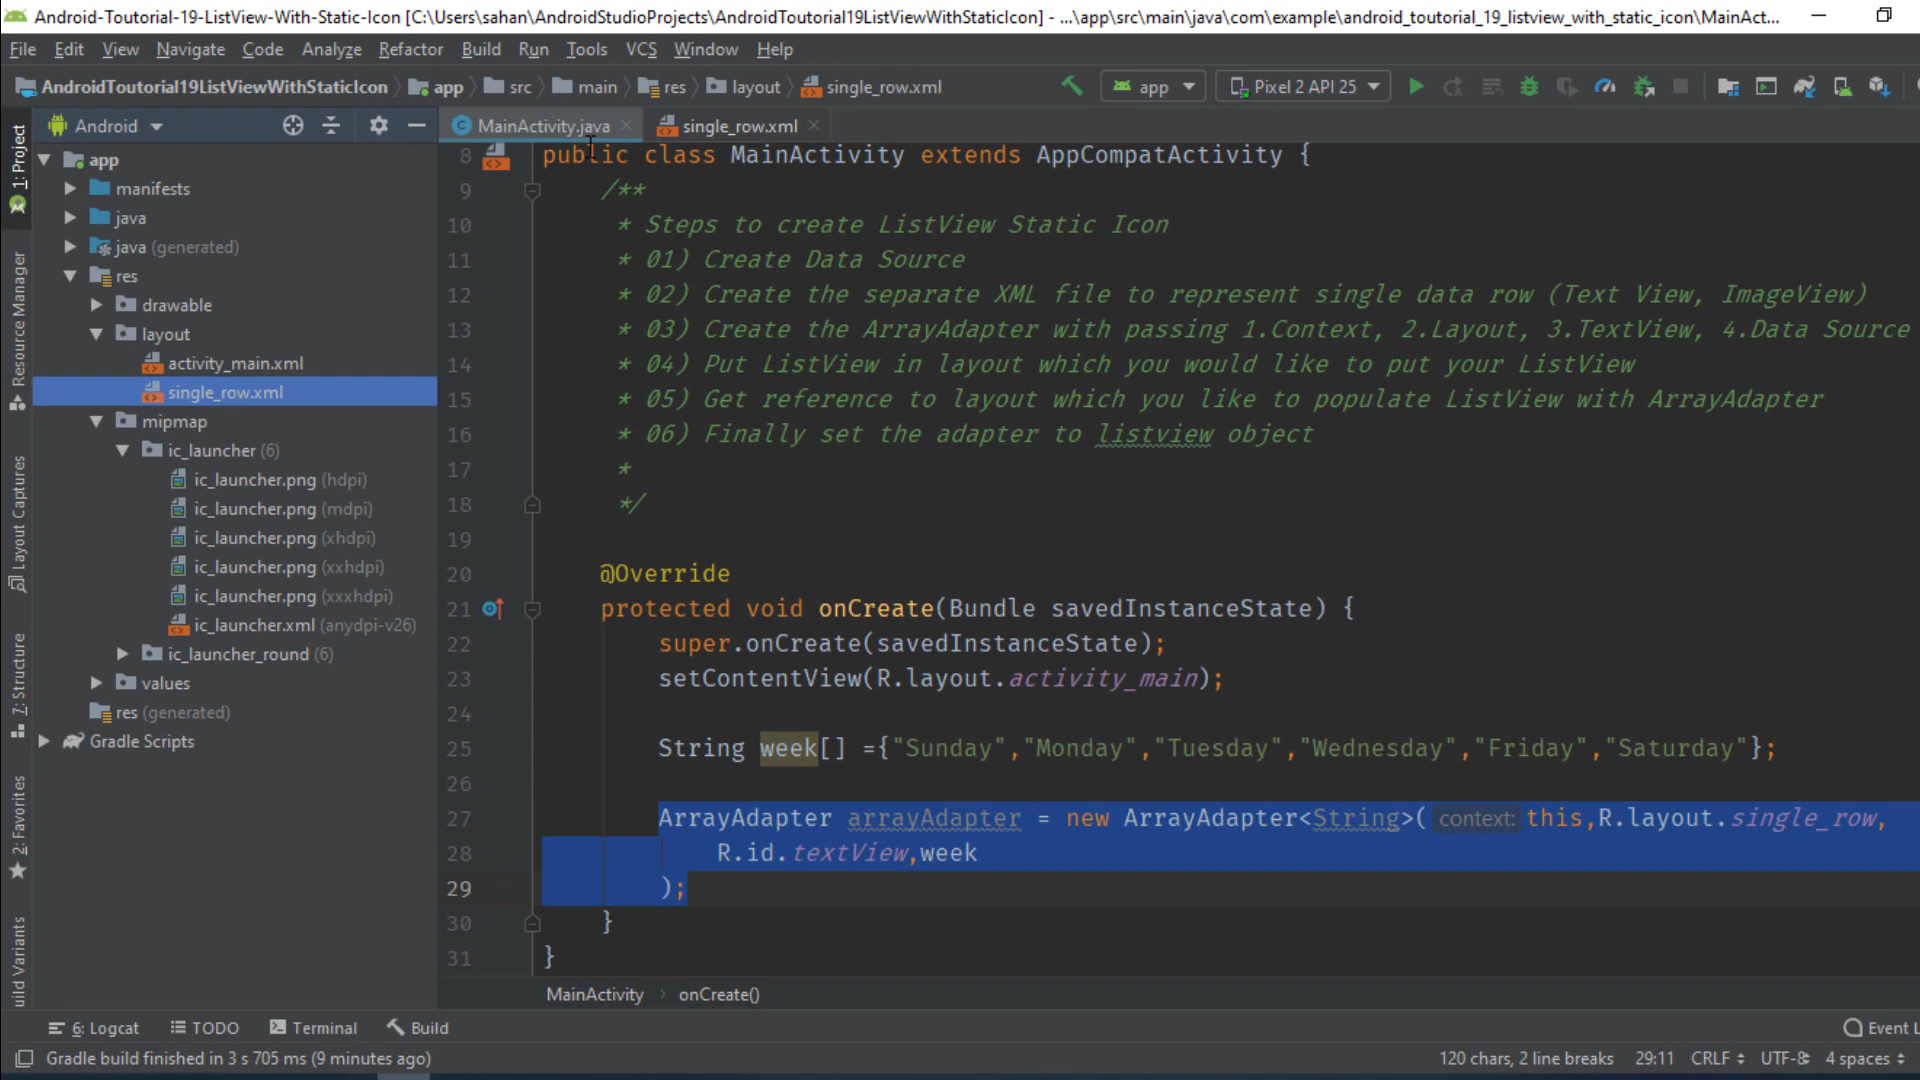 Android-Toutorial-19-ListView-With-Static-Icon [C:\Users\sahan\AndroidStudioProjects\AndroidToutorial19ListViewWithStaticIcon] - ...\app\src\main\java\com\example\android_toutorial_19_listview_with_static_icon\MainAct...
File Edit View Navigate Code Analyze Refactor Build Run Tools VCS Window Help
AndroidToutorial19ListViewWithStaticIcon app src main res layout single_row.xml app Pixel 2 API 25
Android MainActivity.java single_row.xml
1: Project
Resource Manager
Layout Captures
7: Structure
2: Favorites
uild Variants
app
manifests
java
java (generated)
res
drawable
layout
activity_main.xml
single_row.xml
mipmap
ic_launcher (6)
ic_launcher.png (hdpi)
ic_launcher.png (mdpi)
ic_launcher.png (xhdpi)
ic_launcher.png (xxhdpi)
ic_launcher.png (xxxhdpi)
ic_launcher.xml (anydpi-v26)
ic_launcher_round (6)
values
res (generated)
Gradle Scripts
8 public class MainActivity extends AppCompatActivity {
9 /**
10 * Steps to create ListView Static Icon
11 * 01) Create Data Source
12 * 02) Create the separate XML file to represent single data row (Text View, ImageView)
13 * 03) Create the ArrayAdapter with passing 1.Context, 2.Layout, 3.TextView, 4.Data Source
14 * 04) Put ListView in layout which you would like to put your ListView
15 * 05) Get reference to layout which you like to populate ListView with ArrayAdapter
16 * 06) Finally set the adapter to listview object
17 *
18 */
19
20 @Override
21 protected void onCreate(Bundle savedInstanceState) {
22 super.onCreate(savedInstanceState);
23 setContentView(R.layout.activity_main);
24
25 String week[] ={"Sunday","Monday","Tuesday","Wednesday","Friday","Saturday"};
26
27 ArrayAdapter arrayAdapter = new ArrayAdapter<String>( context: this,R.layout.single_row,
28 R.id.textView,week
29 );
30 }
31 }
MainActivity › onCreate()
6: Logcat TODO Terminal Build Event L
Gradle build finished in 3 s 705 ms (9 minutes ago) 120 chars, 2 line breaks 29:11 CRLF UTF-8 4 spaces